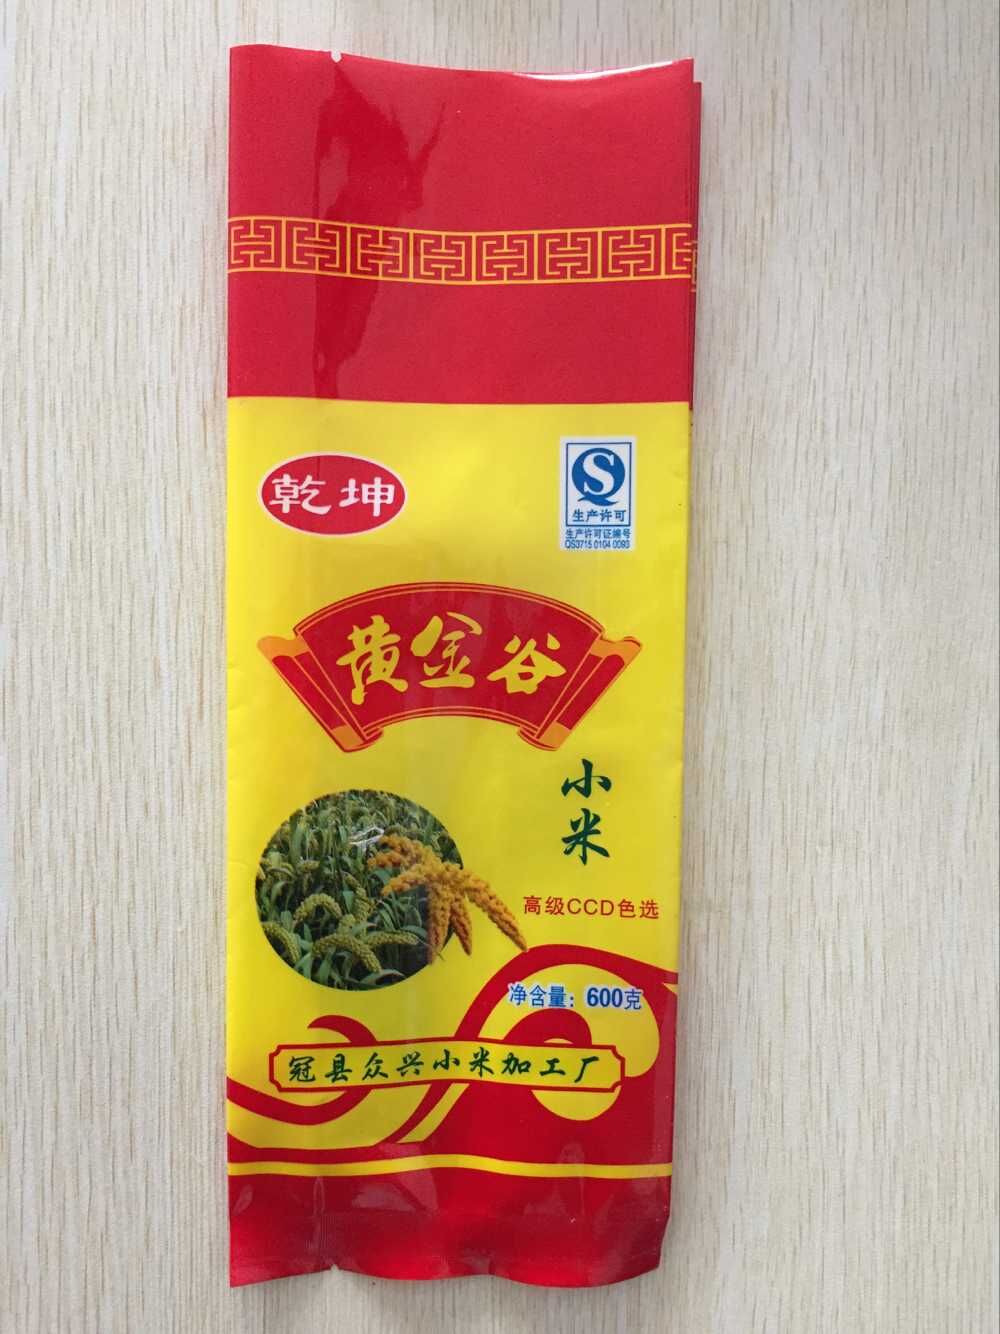 乾坤
S
生产许可
生产许可证编号
QS3715 0104 0093
黄金谷
小米
高级CCD色选
净含量：600克
冠县众兴小米加工厂